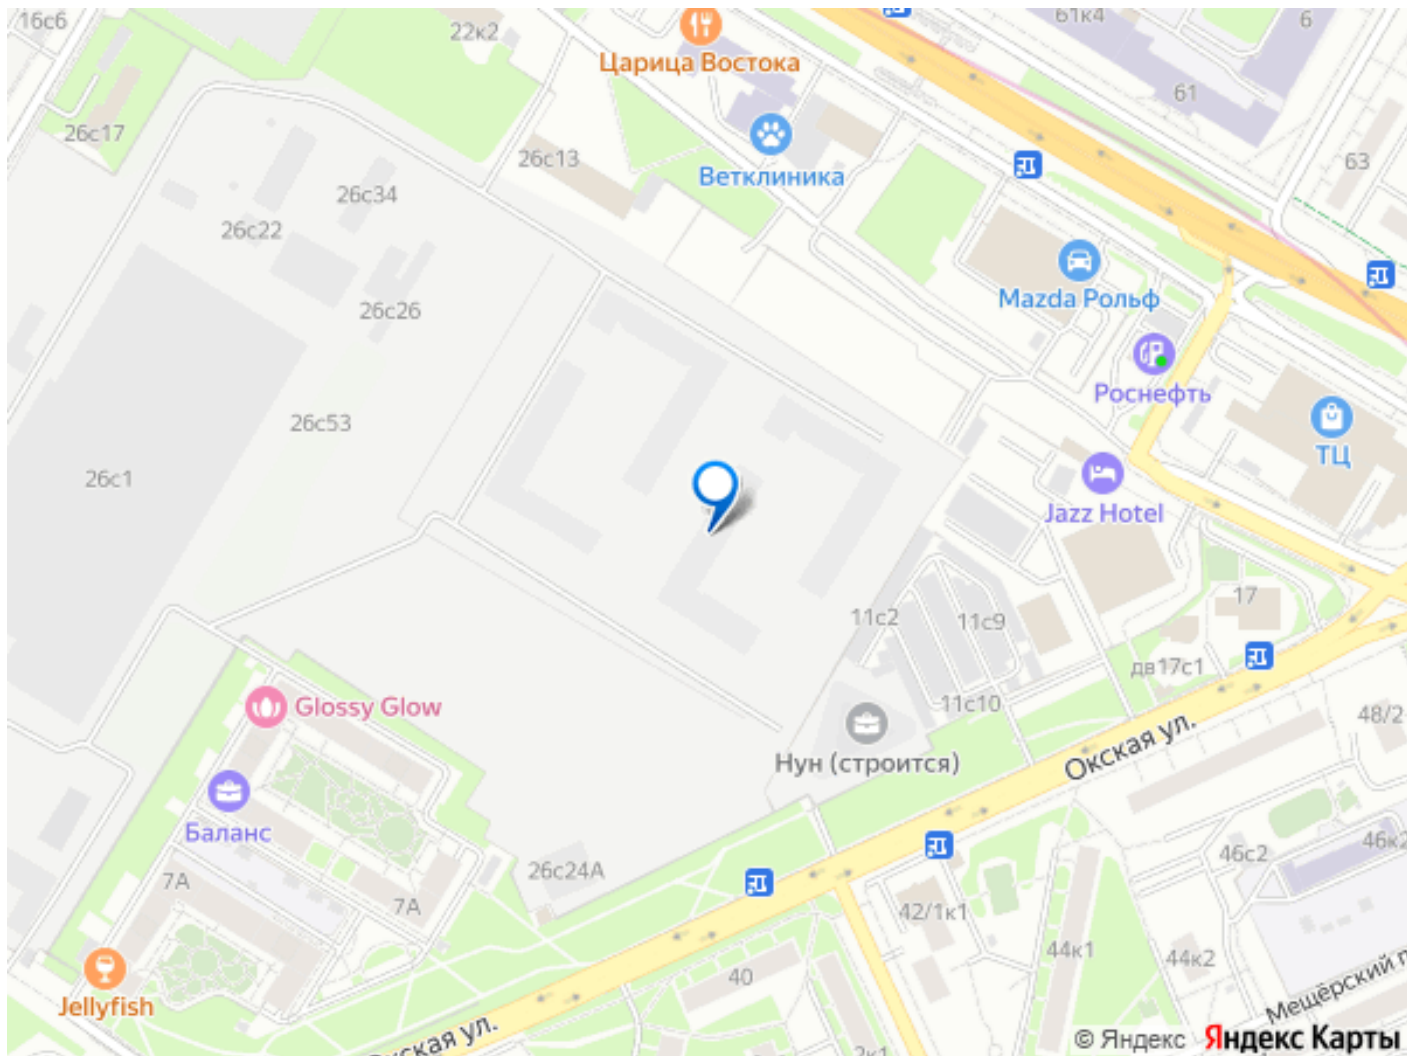 16с6
22к2
61к4
6
Царица Востока
61
26с17
26с13
63
Ветклиника
26с34
26с22
Mazda Рольф
26с26
Роснефть
26с53
ТЦ
26с1
Jazz Hotel
17
11с2
11с9
дв17с1
11с10
Glossy Glow
48/2
Окская ул.
Нун (строится)
Баланс
46с2
46к2
26с24А
7А
7А
42/1к1
44к1
44к2
40
Мещёрский п
Jellyfish
Окская ул.
2к1
© Яндекс Яндекс Карты